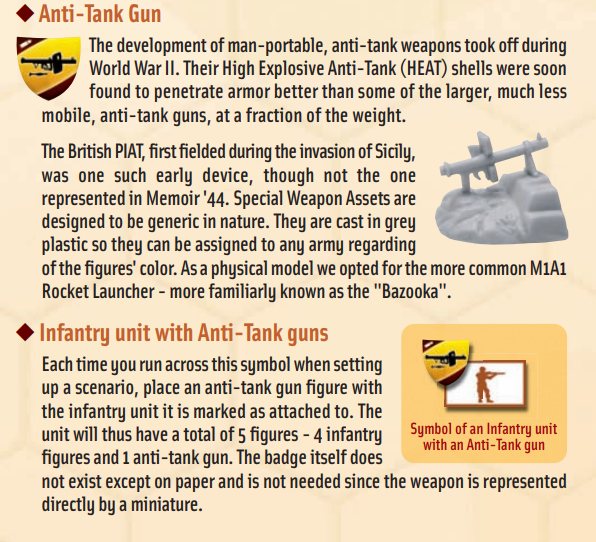 Anti-Tank Gun
The development of man-portable, anti-tank weapons took off during
World War II. Their High Explosive Anti-Tank (HEAT) shells were soon
found to penetrate armor better than some of the larger, much less
mobile, anti-tank guns, at a fraction of the weight.
The British PIAT, first fielded during the invasion of Sicily,
was one such early device, though not the one
represented in Memoir '44. Special Weapon Assets are
designed to be generic in nature. They are cast in grey
plastic so they can be assigned to any army regarding
of the figures' color. As a physical model we opted for the more common M1A1
Rocket Launcher - more familiarly known as the "Bazooka".
Infantry unit with Anti-Tank guns
Each time you run across this symbol when setting
up a scenario, place an anti-tank gun figure with
the infantry unit it is marked as attached to. The
unit will thus have a total of 5 figures - 4 infantry
figures and 1 anti-tank gun. The badge itself does
not exist except on paper and is not needed since the weapon is represented
directly by a miniature.
Symbol of an Infantry unit
with an Anti-Tank gun